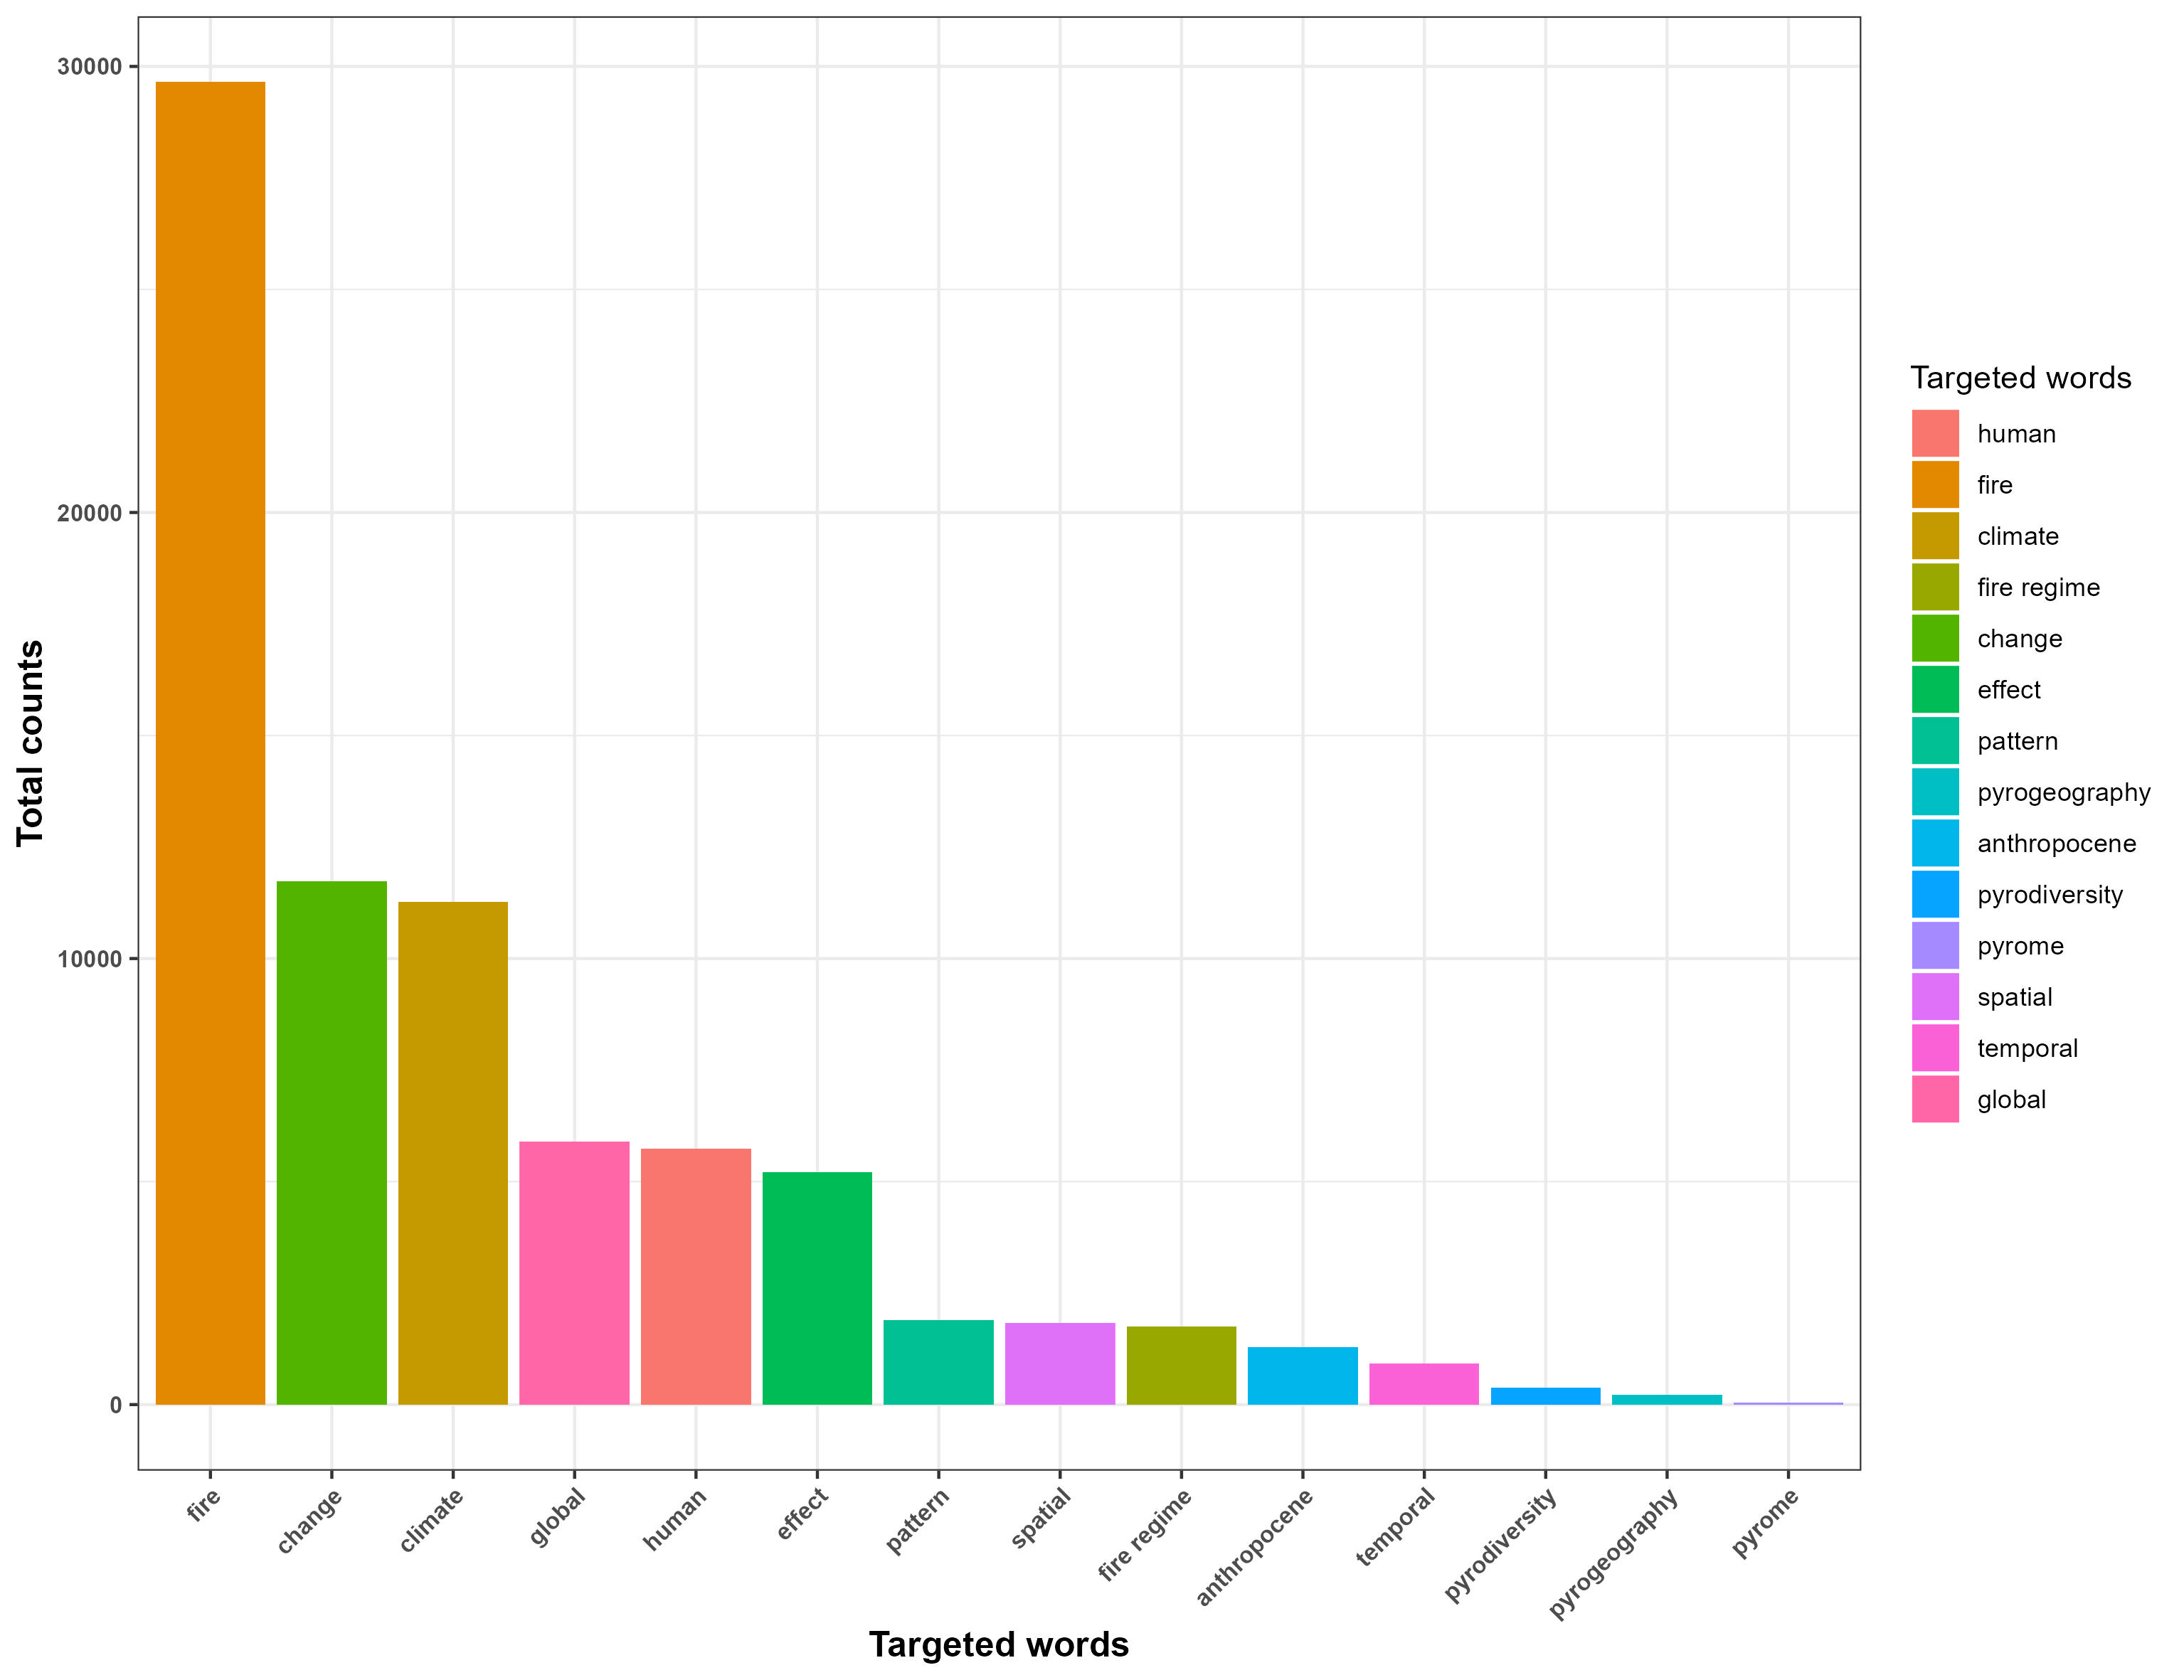 30000
20000
10000
0
Total counts
fire
change
climate
global
human
effect
pattern
spatial
fire regime
anthropocene
temporal
pyrodiversity
pyrogeography
pyrome
Targeted words
Targeted words
human
fire
climate
fire regime
change
effect
pattern
pyrogeography
anthropocene
pyrodiversity
pyrome
spatial
temporal
global